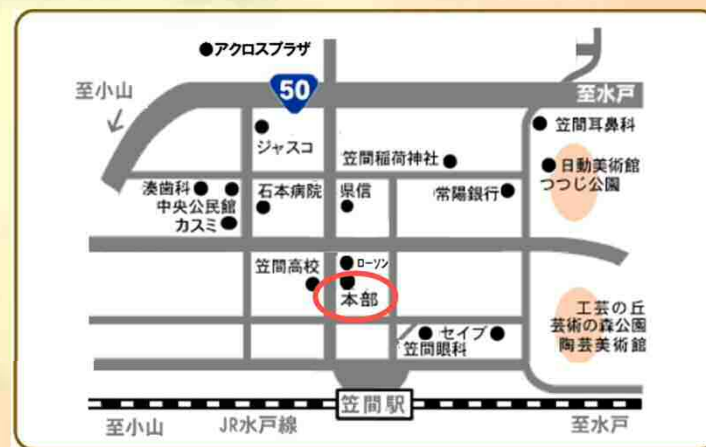 アクロスプラザ
至小山
50
至水戸
ジャスコ
笠間耳鼻科
笠間稲荷神社
日動美術館
つつじ公園
湊歯科
石本病院
県信
常陽銀行
中央公民館
カスミ
笠間高校
ローソン
本部
工芸の丘
芸術の森公園
陶芸美術館
セイブ
笠間眼科
笠間駅
至小山
JR水戸線
至水戸